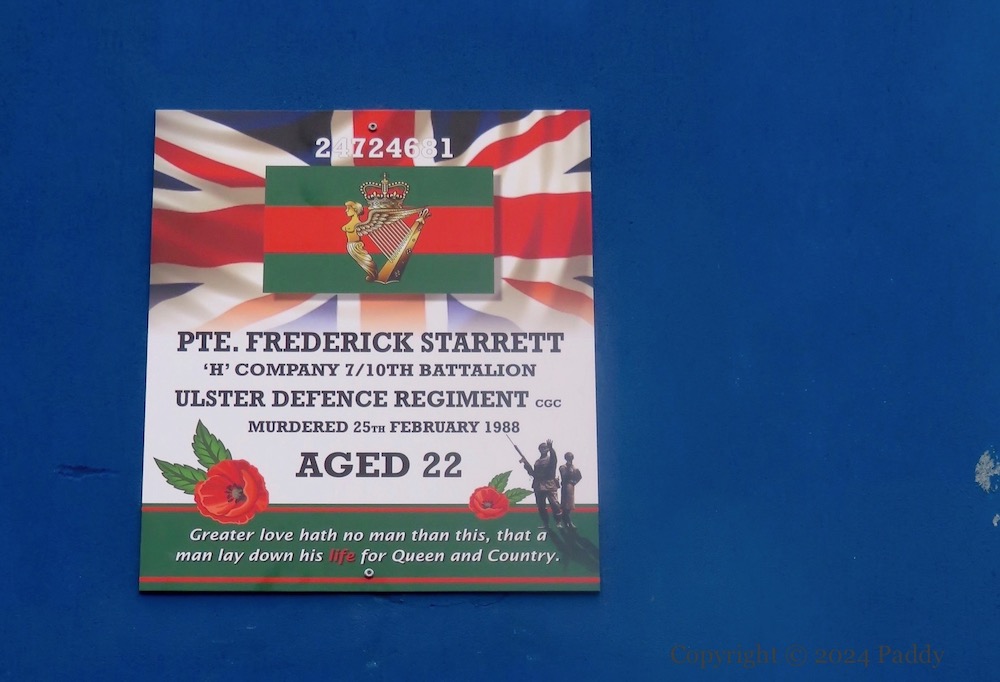 24724681
PTE. FREDERICK STARRETT
‘H’ COMPANY 7/10TH BATTALION
ULSTER DEFENCE REGIMENT CGC
MURDERED 25TH FEBRUARY 1988
AGED 22
Greater love hath no man than this, that a
man lay down his life for Queen and Country.
Copyright © 2024 Paddy